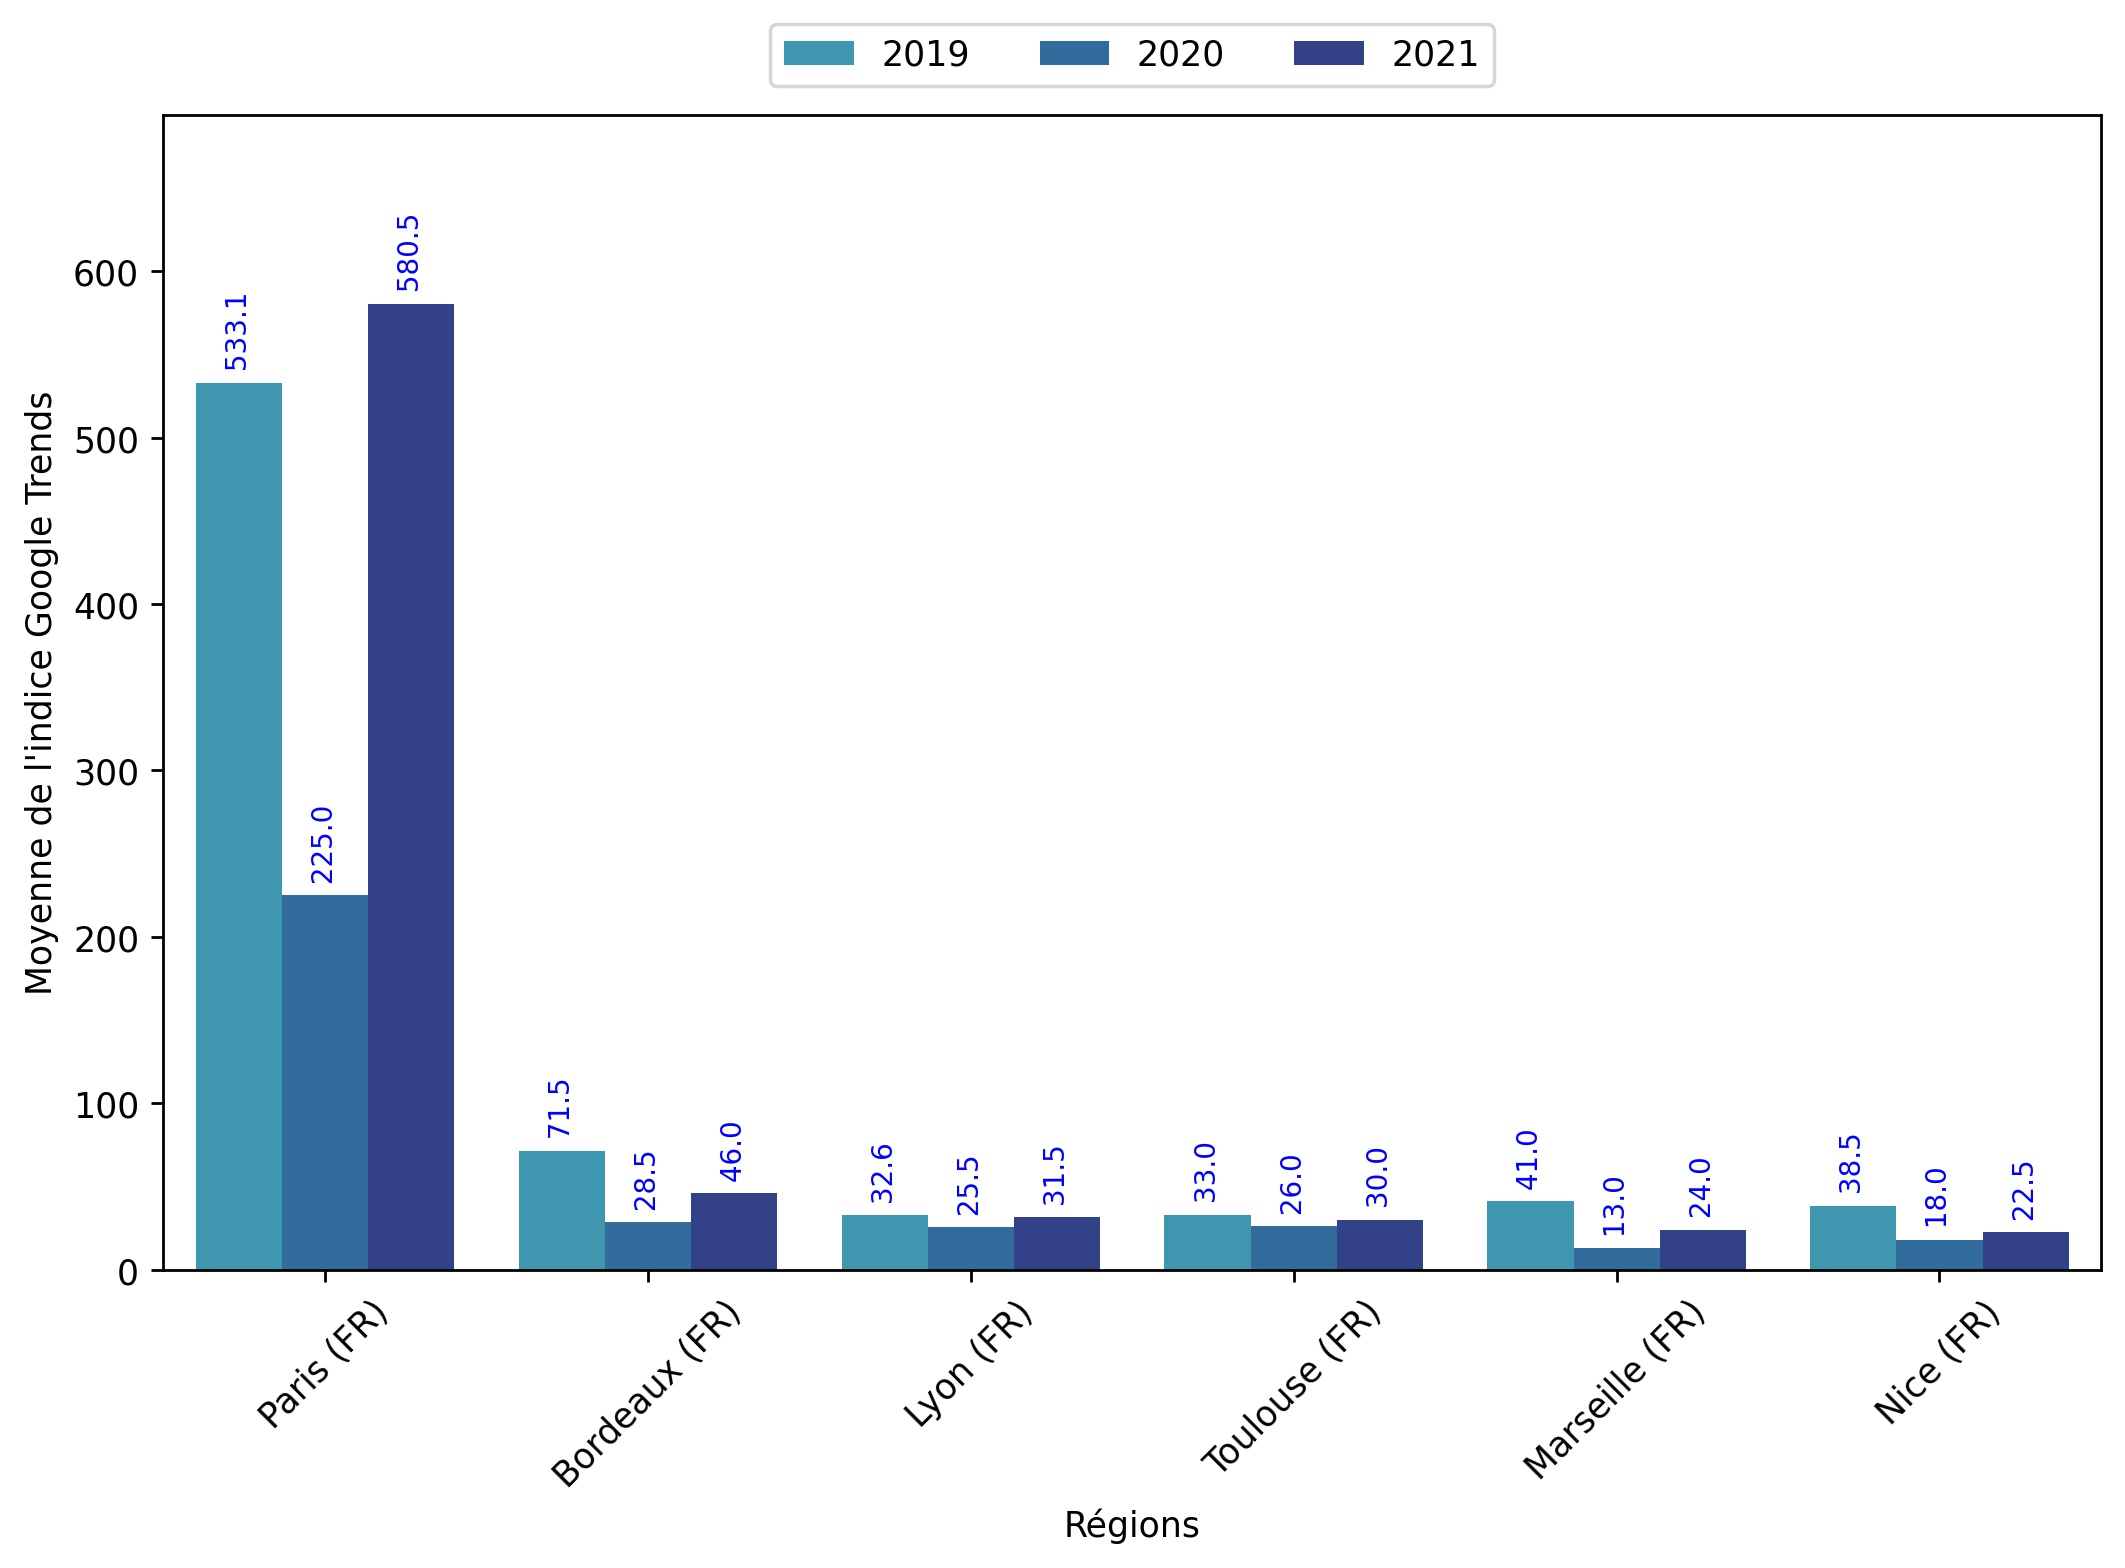 2019 2020 2021
Moyenne de l'indice Google Trends
600
500
400
300
200
100
0
533.1 225.0 580.5
71.5 28.5 46.0
32.6 25.5 31.5
33.0 26.0 30.0
41.0 13.0 24.0
38.5 18.0 22.5
Paris (FR)
Bordeaux (FR)
Lyon (FR)
Toulouse (FR)
Marseille (FR)
Nice (FR)
Régions